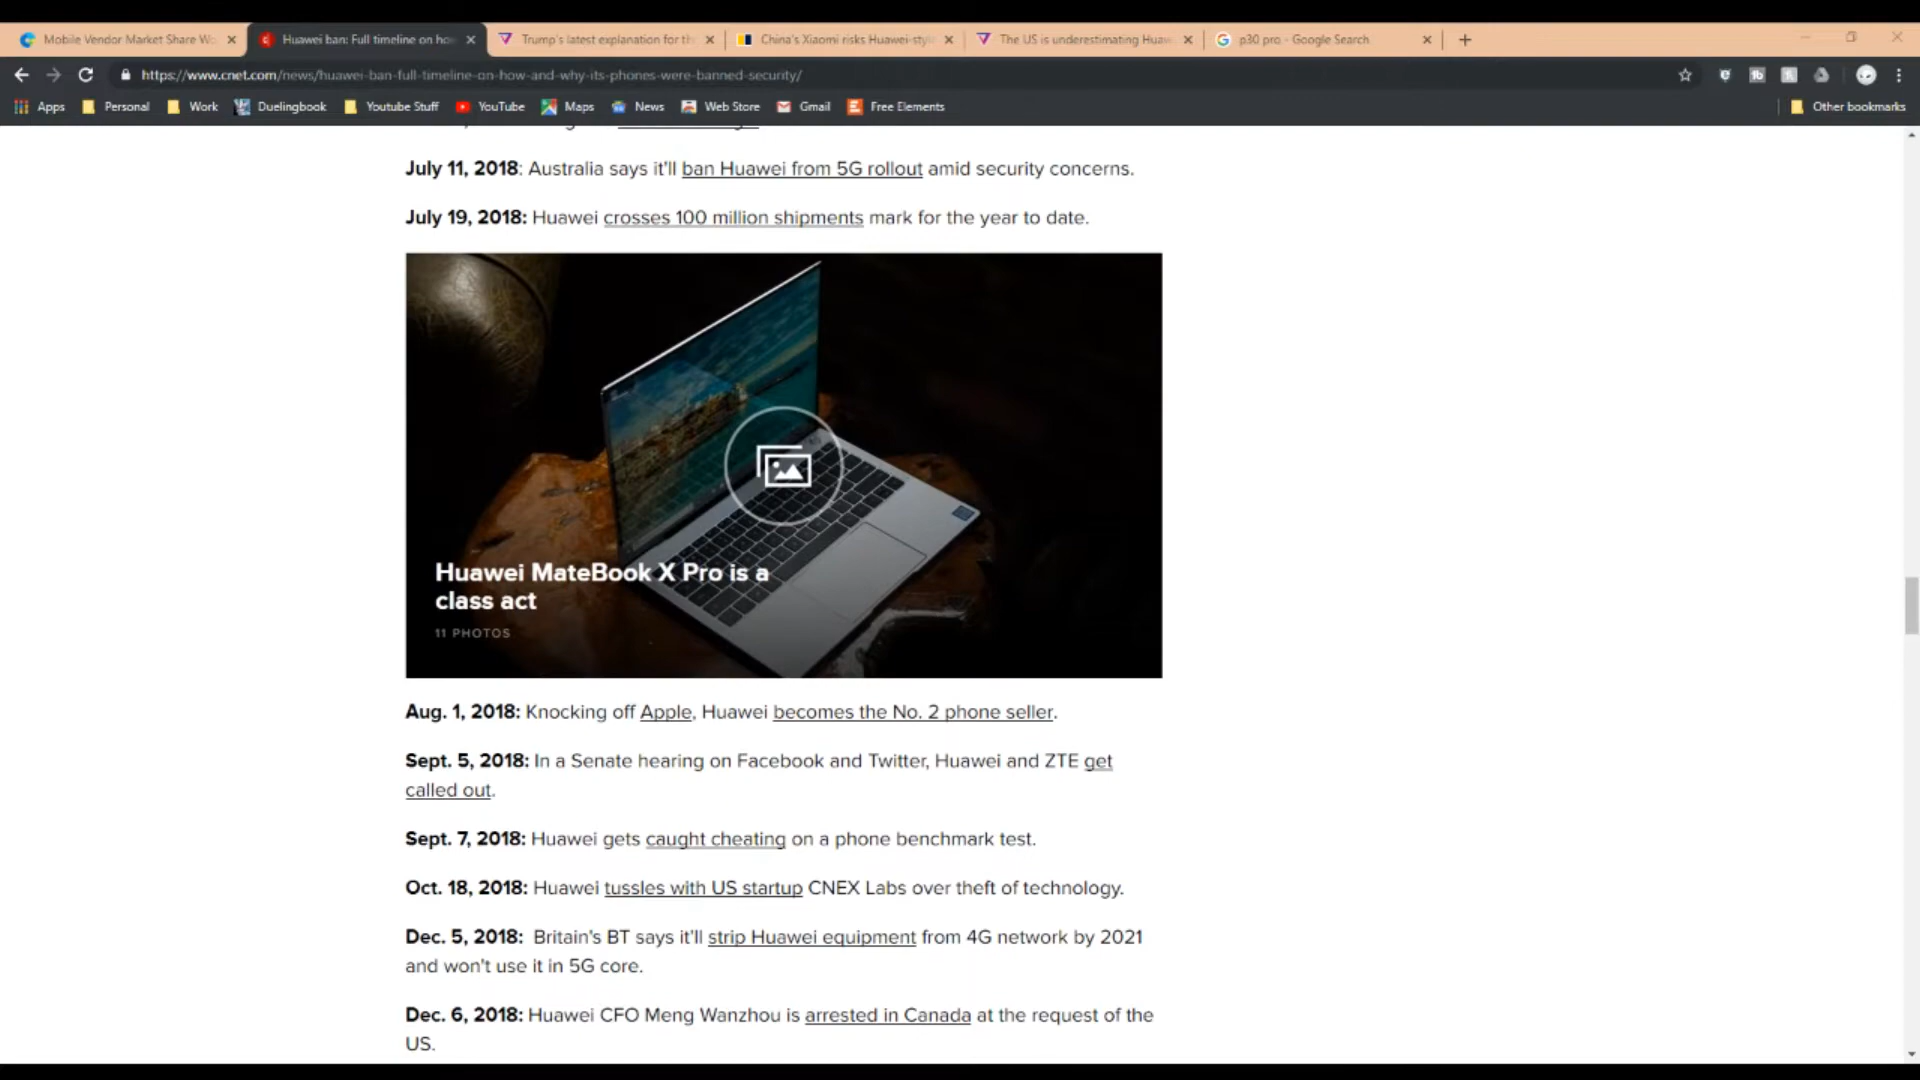 Mobile Vendor Market Share Wo
Huawei ban: Full timeline on ho
Trump's latest explanation for th
China's Xiaomi risks Huawei-styl
The US is underestimating Huaw
p30 pro - Google Search
https://www.cnet.com/news/huawei-ban-full-timeline-on-how-and-why-its-phones-were-banned-security/
Apps
Personal
Work
Duelingbook
Youtube Stuff
YouTube
Maps
News
Web Store
Gmail
Free Elements
Other bookmarks
July 11, 2018: Australia says it'll ban Huawei from 5G rollout amid security concerns.
July 19, 2018: Huawei crosses 100 million shipments mark for the year to date.
Huawei MateBook X Pro is a
class act
11 PHOTOS
Aug. 1, 2018: Knocking off Apple, Huawei becomes the No. 2 phone seller.
Sept. 5, 2018: In a Senate hearing on Facebook and Twitter, Huawei and ZTE get
called out.
Sept. 7, 2018: Huawei gets caught cheating on a phone benchmark test.
Oct. 18, 2018: Huawei tussles with US startup CNEX Labs over theft of technology.
Dec. 5, 2018: Britain's BT says it'll strip Huawei equipment from 4G network by 2021
and won't use it in 5G core.
Dec. 6, 2018: Huawei CFO Meng Wanzhou is arrested in Canada at the request of the
US.